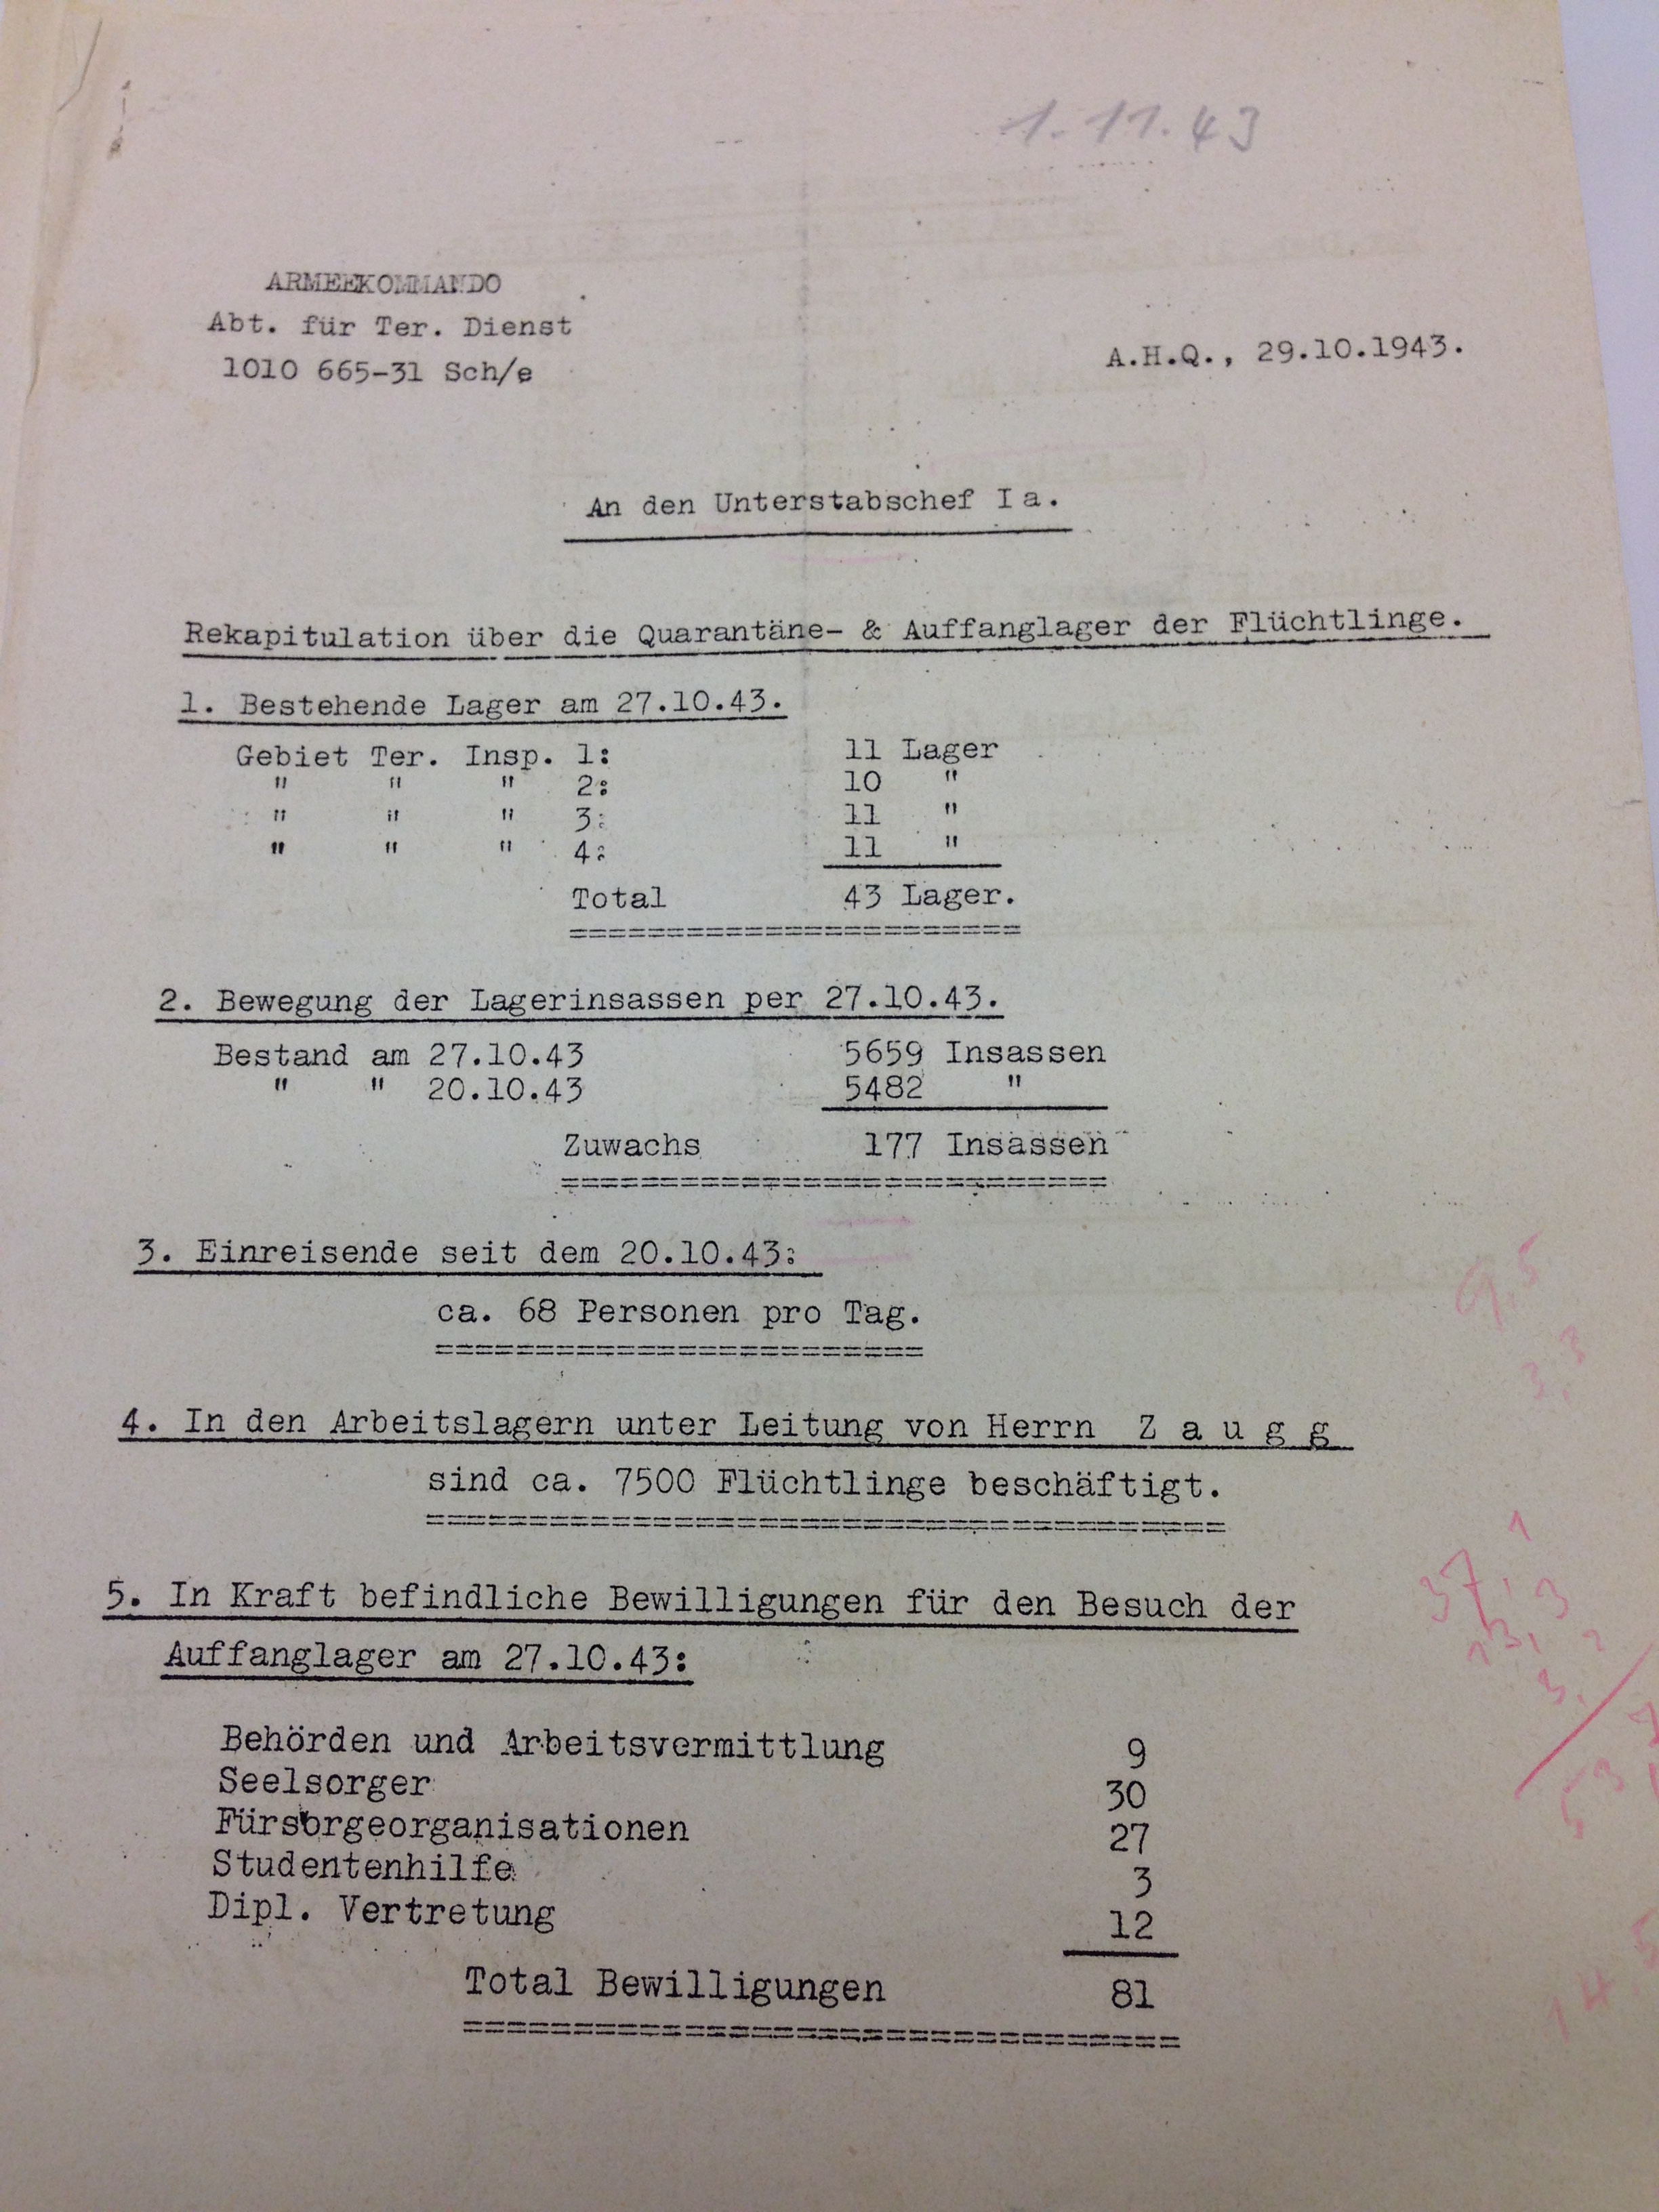 1.11.43
ARMEEKOMMANDO
Abt. für Ter. Dienst
1010 665-31 Sch/e
A.H.Q., 29.10.1943.
An den Unterstabschef I a.
Rekapitulation über die Quarantäne- & Auffanglager der Flüchtlinge.
1. Bestehende Lager am 27.10.43.
Gebiet Ter. Insp. 1: 11 Lager
" " " 2: 10 "
" " " 3: 11 "
" " " 4: 11 "
Total 43 Lager.
=======================
2. Bewegung der Lagerinsassen per 27.10.43.
Bestand am 27.10.43 5659 Insassen
" " 20.10.43 5482 "
Zuwachs 177 Insassen
============================
3. Einreisende seit dem 20.10.43:
ca. 68 Personen pro Tag.
========================
4. In den Arbeitslagern unter Leitung von Herrn Z a u g g
sind ca. 7500 Flüchtlinge beschäftigt.
=======================================
5. In Kraft befindliche Bewilligungen für den Besuch der
Auffanglager am 27.10.43:
Behörden und Arbeitsvermittlung 9
Seelsorger 30
Fürsorgeorganisationen 27
Studentenhilfe 3
Dipl. Vertretung 12
Total Bewilligungen 81
=================================